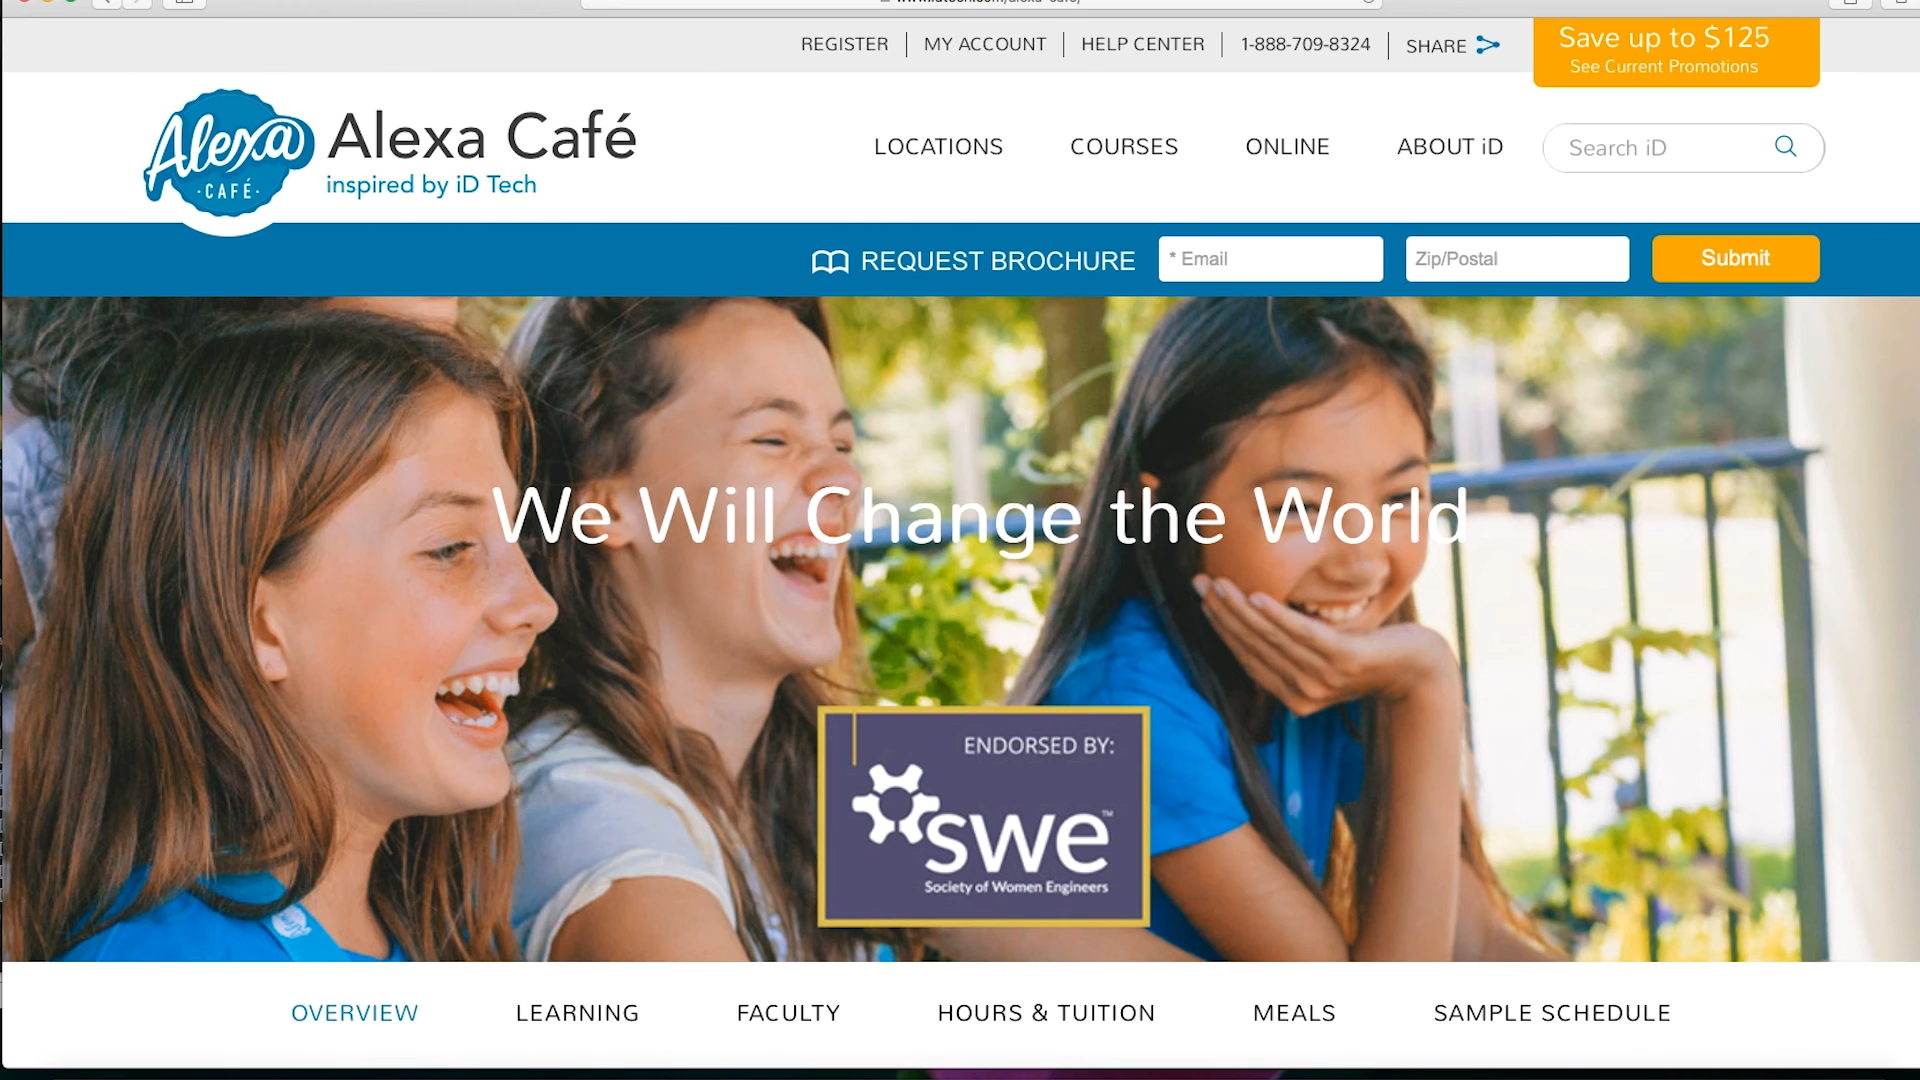 REGISTER
MY ACCOUNT
HELP CENTER
1-888-709-8324
SHARE
Save up to $125
See Current Promotions
Alexa
·CAFÉ·
Alexa Café
inspired by iD Tech
LOCATIONS
COURSES
ONLINE
ABOUT iD
Search iD
REQUEST BROCHURE
* Email
Zip/Postal
Submit
We Will Change the World
ENDORSED BY:
swe™
Society of Women Engineers
OVERVIEW
LEARNING
FACULTY
HOURS & TUITION
MEALS
SAMPLE SCHEDULE